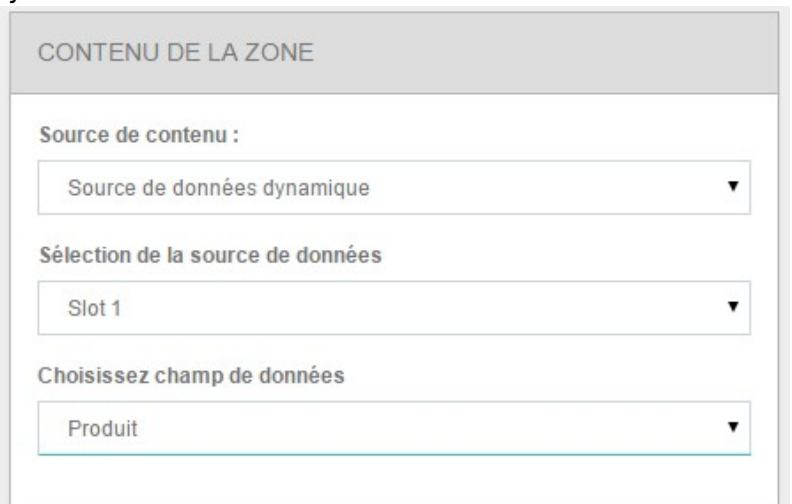 CONTENU DE LA ZONE
Source de contenu :
Source de données dynamique
Sélection de la source de données
Slot 1
Choisissez champ de données
Produit